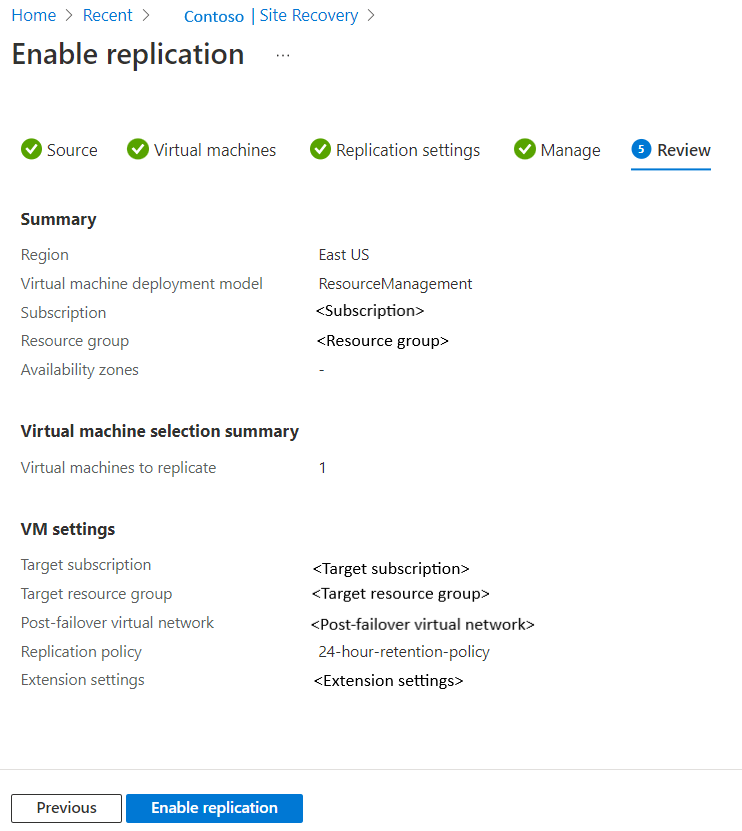 Home > Recent > Contoso | Site Recovery >
Enable replication ...
Source Virtual machines Replication settings Manage 5 Review
Summary
Region East US
Virtual machine deployment model ResourceManagement
Subscription <Subscription>
Resource group <Resource group>
Availability zones -
Virtual machine selection summary
Virtual machines to replicate 1
VM settings
Target subscription <Target subscription>
Target resource group <Target resource group>
Post-failover virtual network <Post-failover virtual network>
Replication policy 24-hour-retention-policy
Extension settings <Extension settings>
Previous Enable replication